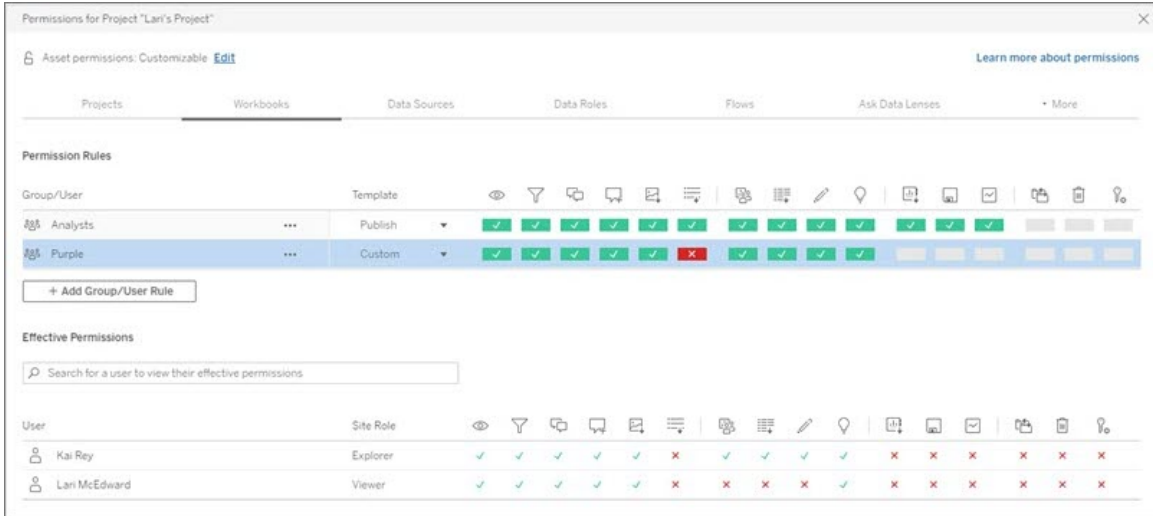 Permissions for Project "Lari's Project"
Asset permissions: Customizable Edit
Learn more about permissions
Projects Workbooks Data Sources Data Roles Flows Ask Data Lenses • More
Permission Rules
Group/User Template
Analysts ••• Publish
Purple ••• Custom
+ Add Group/User Rule
Effective Permissions
Search for a user to view their effective permissions
User Site Role
Kai Rey Explorer
Lari McEdward Viewer